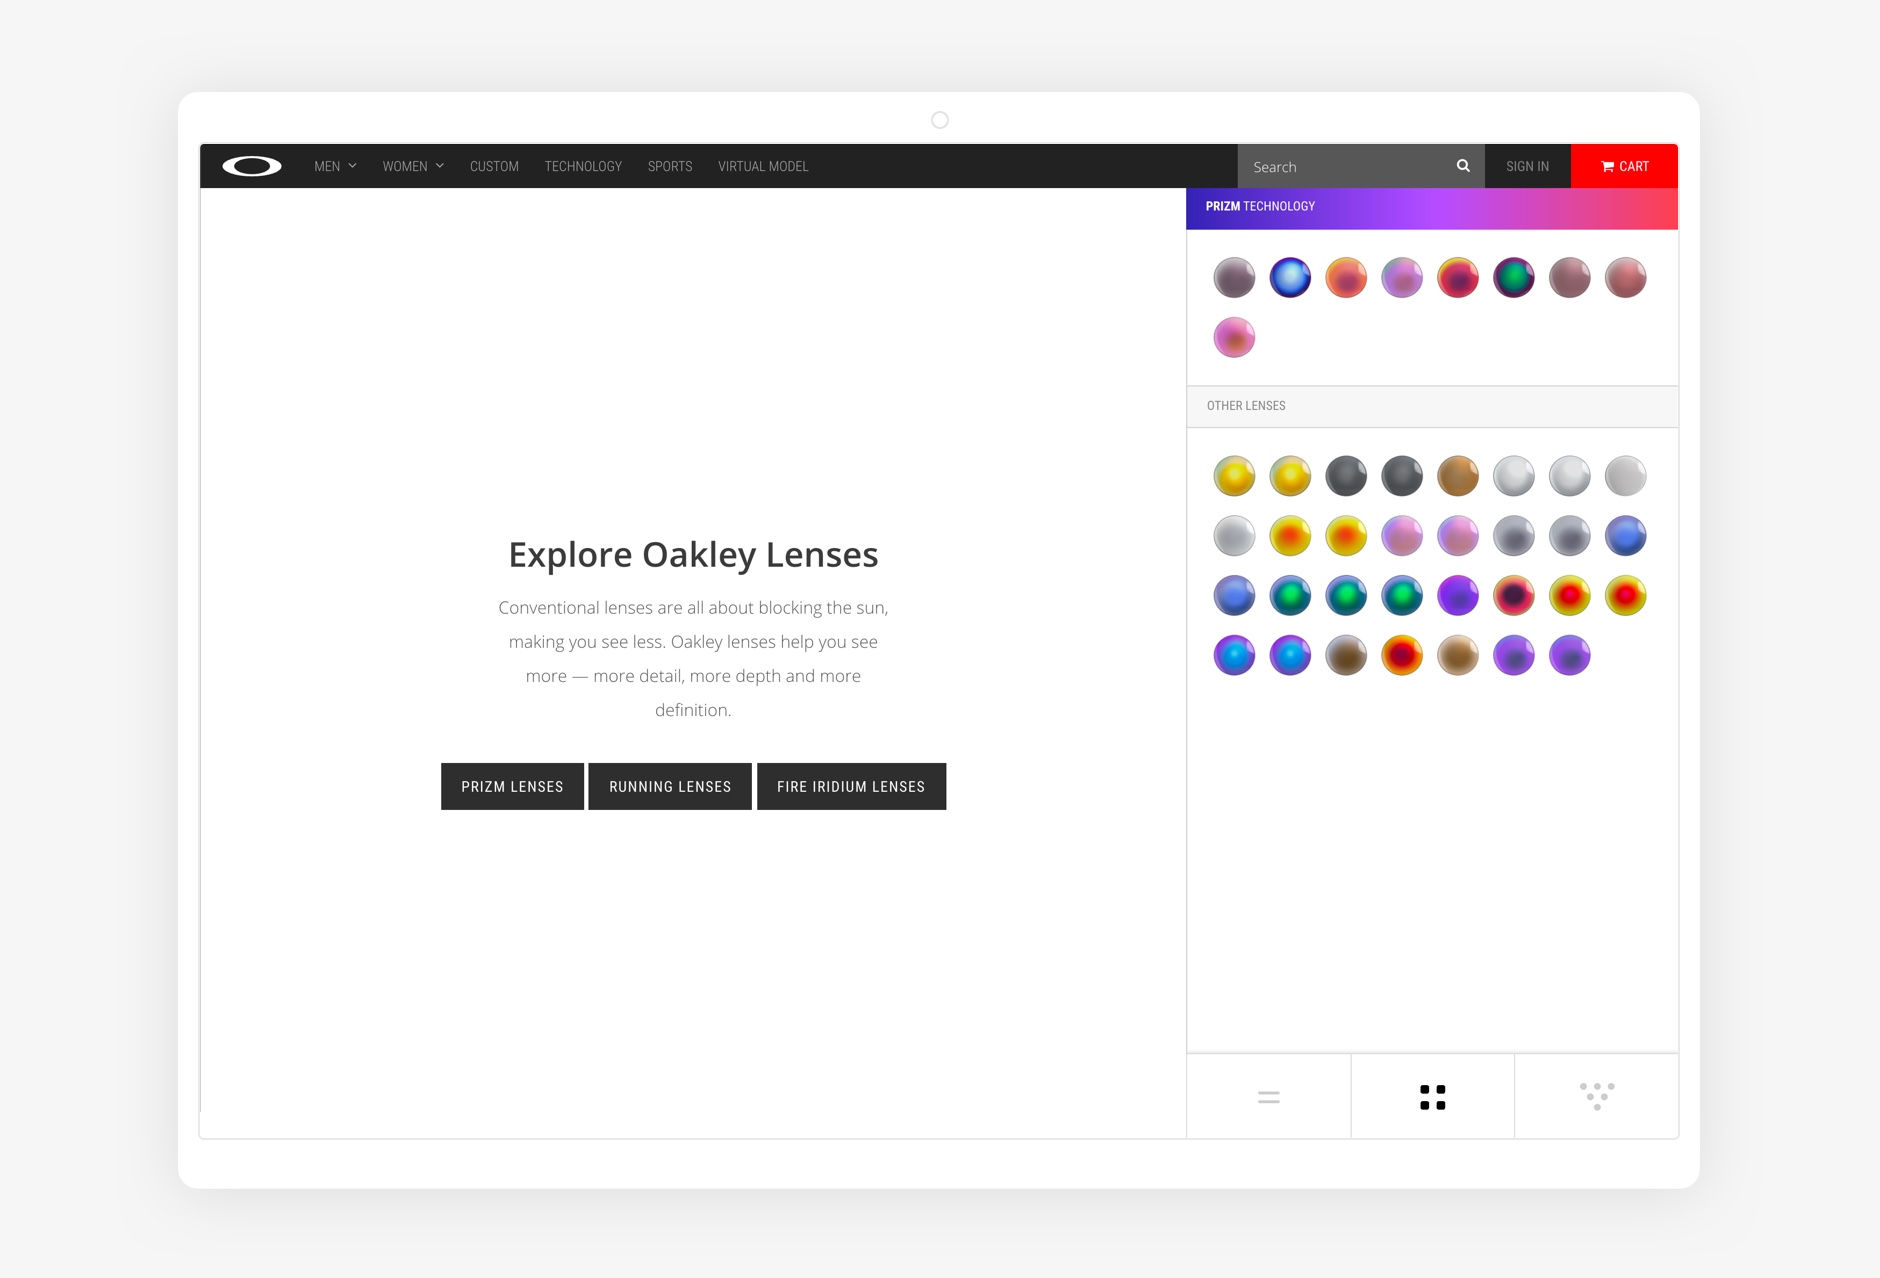 MEN
WOMEN
CUSTOM
TECHNOLOGY
SPORTS
VIRTUAL MODEL
Search
SIGN IN
CART
PRIZM TECHNOLOGY
OTHER LENSES
Explore Oakley Lenses
Conventional lenses are all about blocking the sun,
making you see less. Oakley lenses help you see
more — more detail, more depth and more
definition.
PRIZM LENSES
RUNNING LENSES
FIRE IRIDIUM LENSES